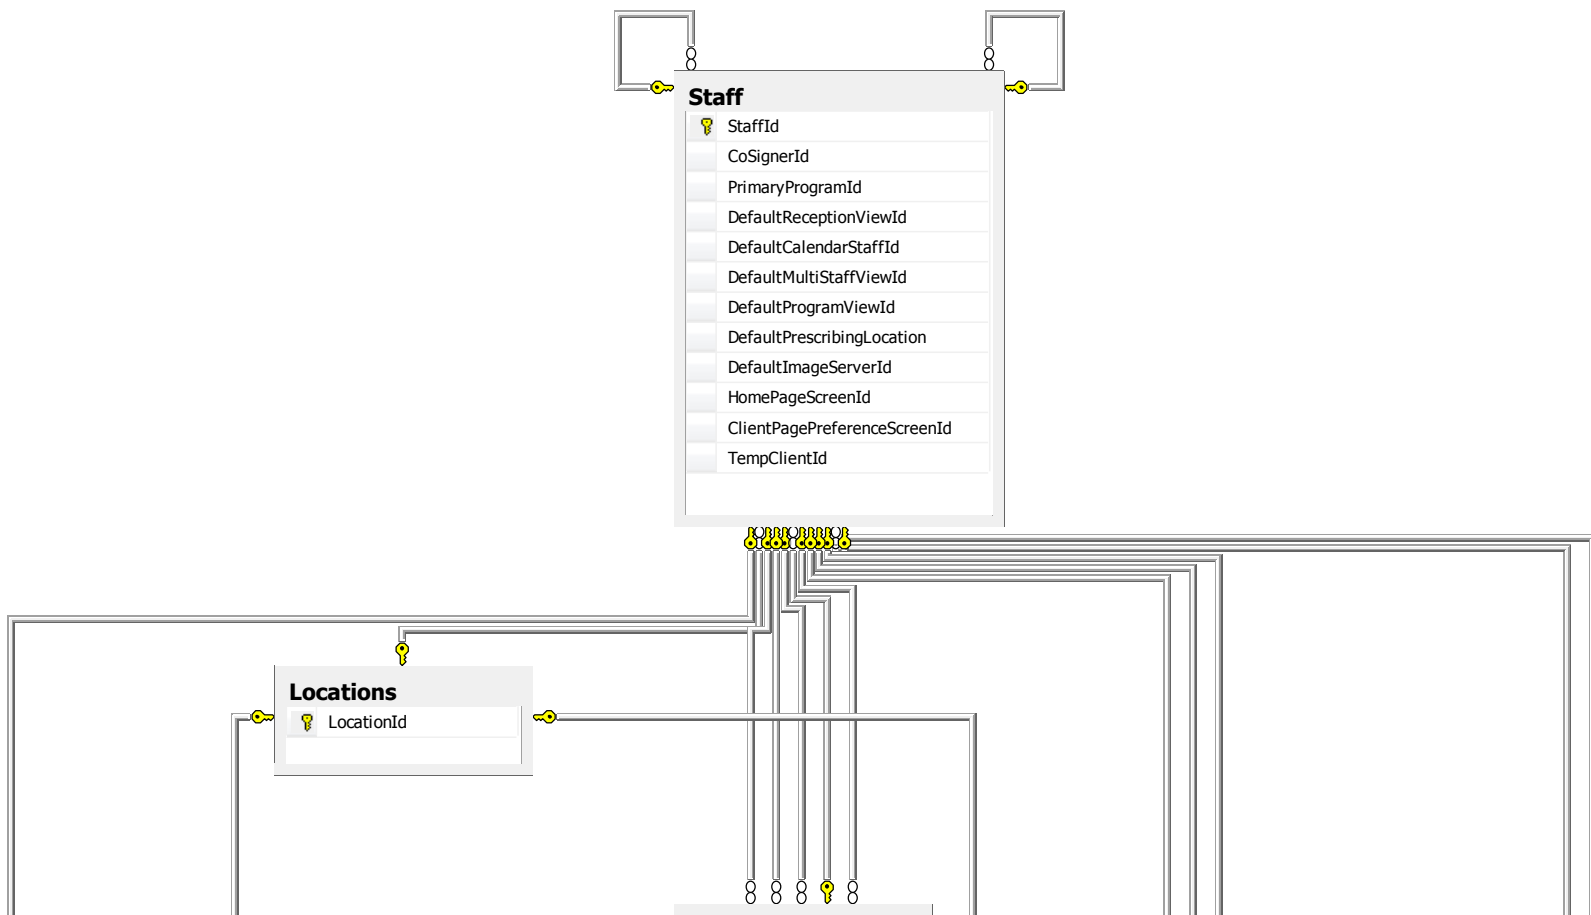 Staff
StaffId
CoSignerId
PrimaryProgramId
DefaultReceptionViewId
DefaultCalendarStaffId
DefaultMultiStaffViewId
DefaultProgramViewId
DefaultPrescribingLocation
DefaultImageServerId
HomePageScreenId
ClientPagePreferenceScreenId
TempClientId
Locations
LocationId